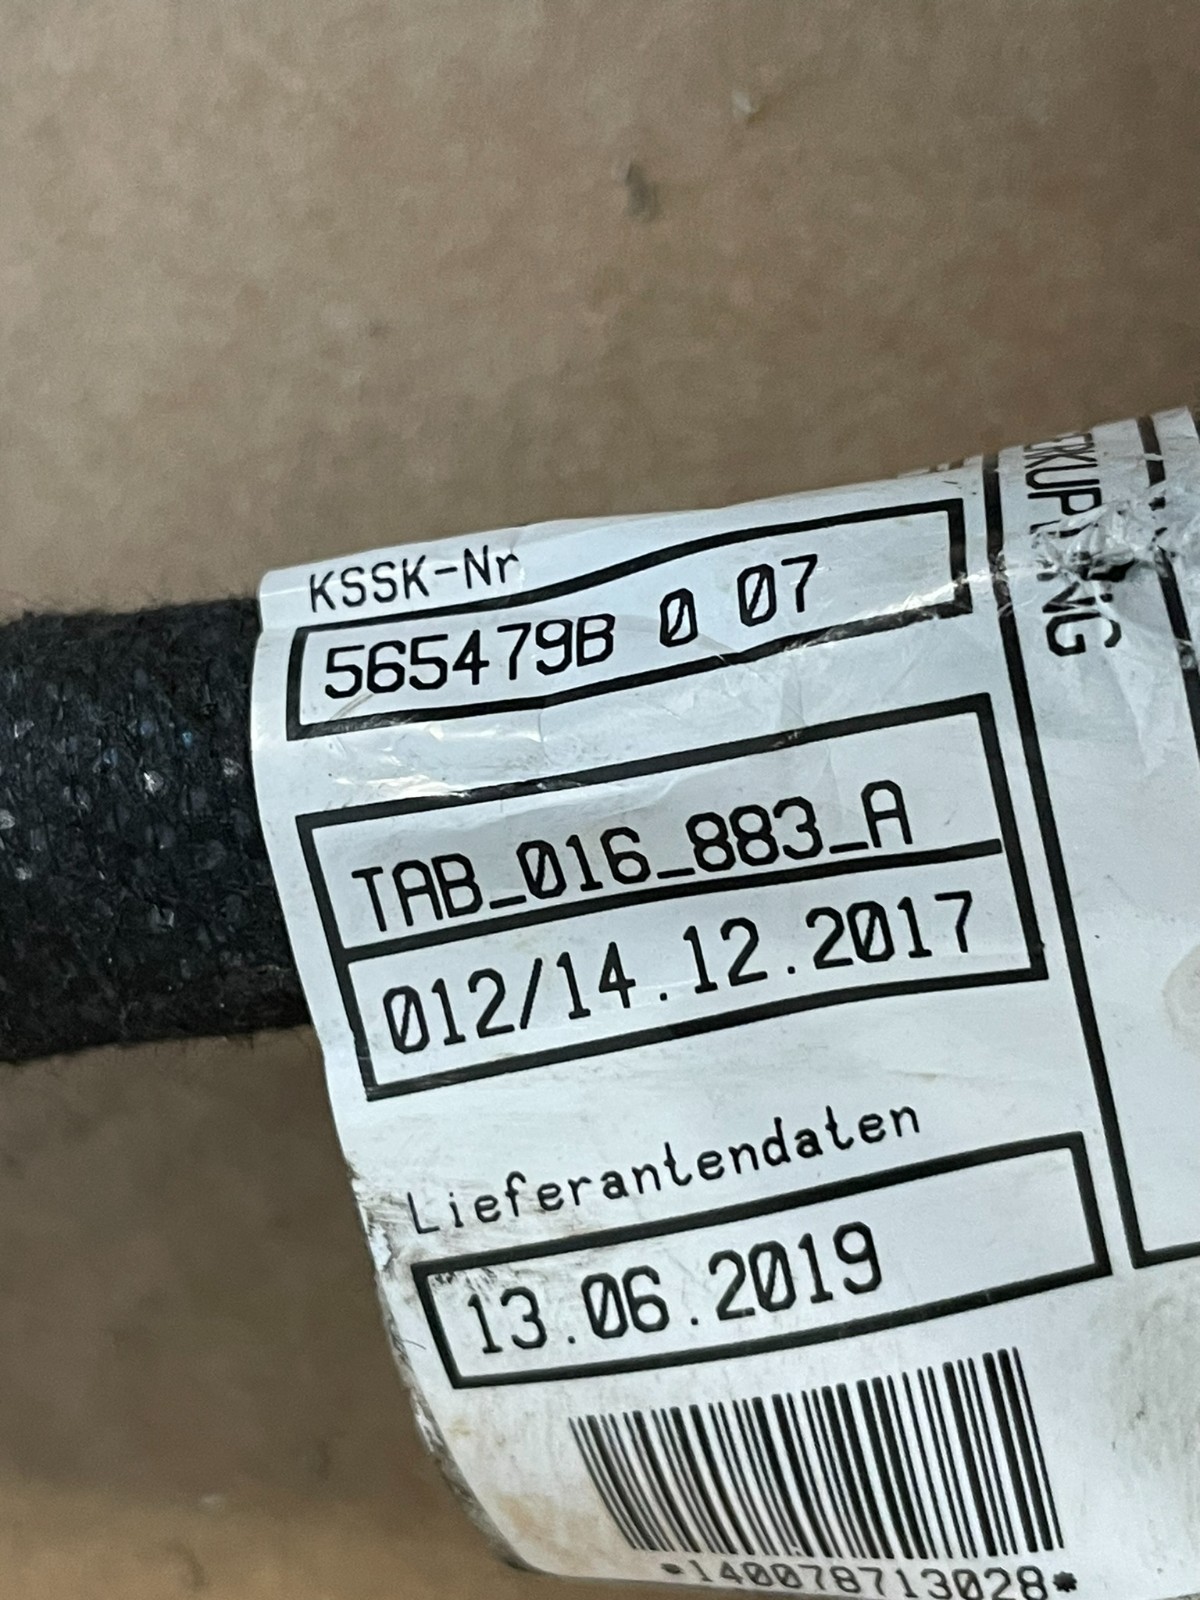 KSSK-Nr
565479B 0 07
TAB_016_883_A
012/14.12.2017
Lieferantendaten
13.06.2019
*140078713028*